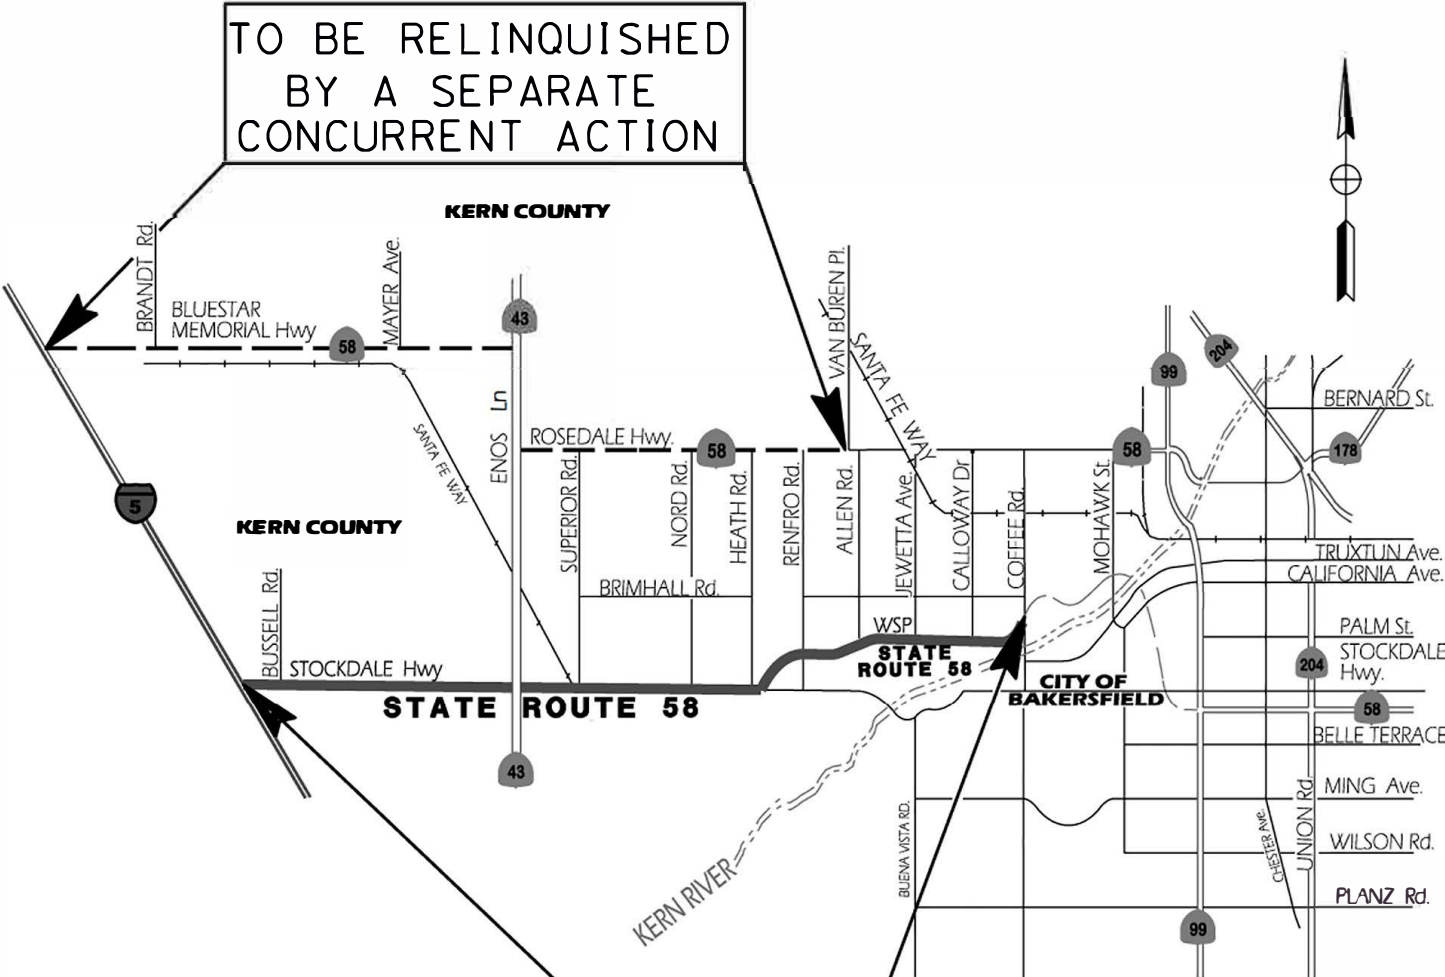 TO BE RELINQUISHED
BY A SEPARATE
CONCURRENT ACTION
KERN COUNTY
BRANDT Rd.
BLUESTAR
MEMORIAL Hwy
58
MAYER Ave.
43
ENOS Ln
VAN BUREN Pl.
SANTA FE WAY
99
204
BERNARD St.
178
SANTA FE WAY
ROSEDALE Hwy.
58
58
5
KERN COUNTY
SUPERIOR Rd.
NORD Rd.
HEATH Rd.
RENFRO Rd.
ALLEN Rd.
JEWETTA Ave.
CALLOWAY Dr
COFFEE Rd.
MOHAWK St.
TRUXTUN Ave.
CALIFORNIA Ave.
BRIMHALL Rd.
BUSSELL Rd.
STOCKDALE Hwy
STATE ROUTE 58
WSP
STATE
ROUTE 58
PALM St.
STOCKDALE
Hwy.
204
CITY OF
BAKERSFIELD
58
BELLE TERRACE
43
MING Ave.
UNION Rd.
CHESTER Ave.
BUENA VISTA RD.
WILSON Rd.
KERN RIVER
PLANZ Rd.
99